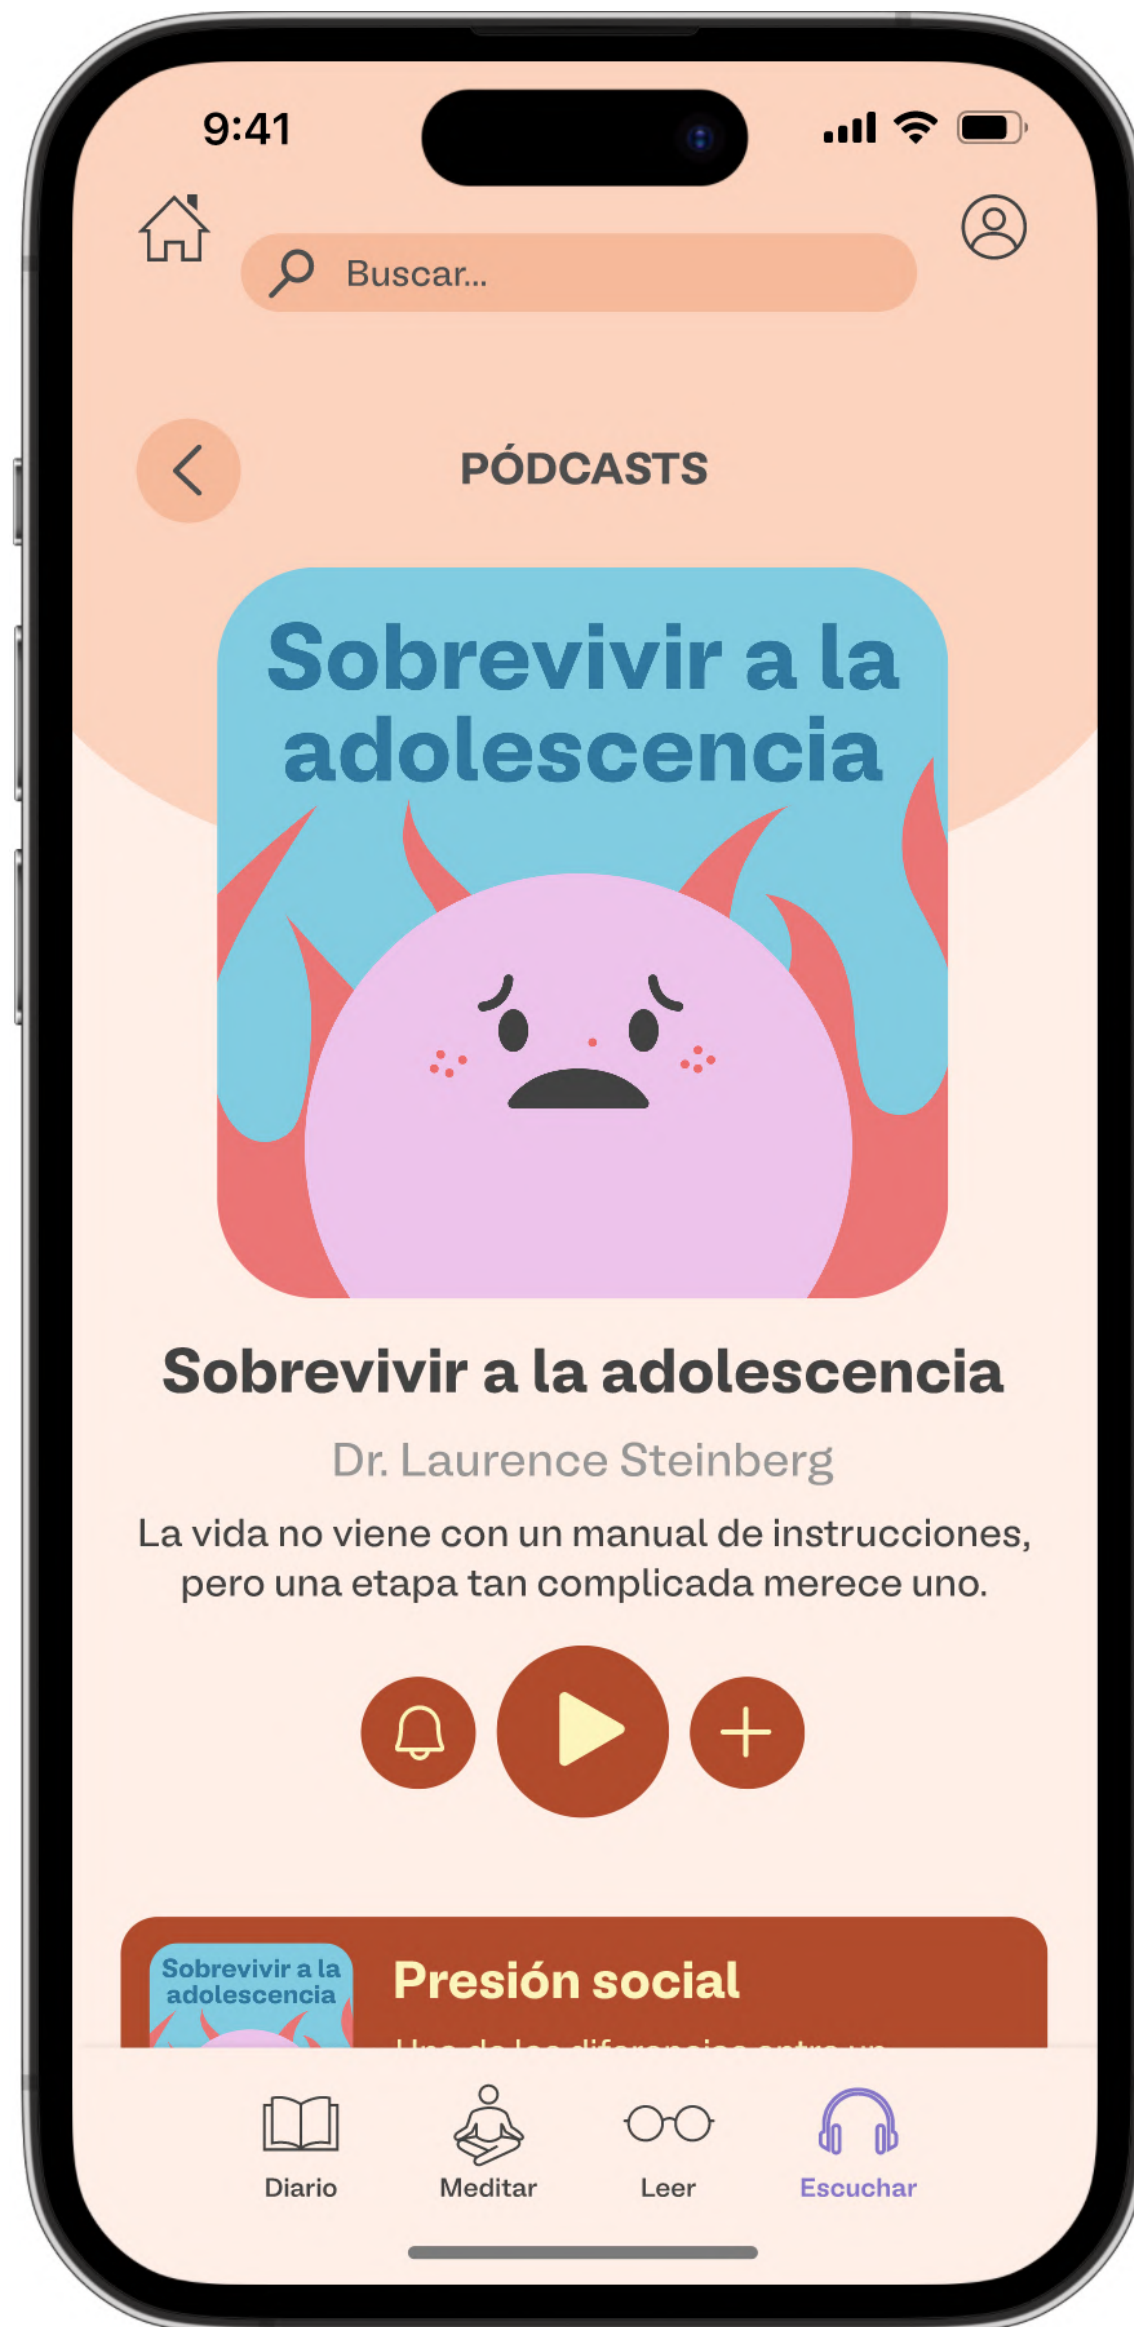 9:41
Buscar...
PÓDCASTS
Sobrevivir a la
adolescencia
Sobrevivir a la adolescencia
Dr. Laurence Steinberg
La vida no viene con un manual de instrucciones,
pero una etapa tan complicada merece uno.
Sobrevivir a la
adolescencia
Presión social
Diario
Meditar
Leer
Escuchar